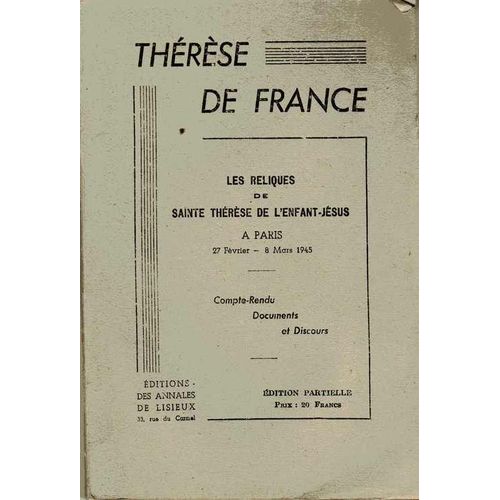 THÉRÈSE
DE FRANCE
LES RELIQUES
DE
SAINTE THÉRÈSE DE L'ENFANT-JÉSUS
A PARIS
27 Février – 8 Mars 1945
Compte-Rendu
Documents
et Discours
ÉDITIONS
DES ANNALES
DE LISIEUX
33, rue du Carmel
ÉDITION PARTIELLE
PRIX : 20 FRANCS